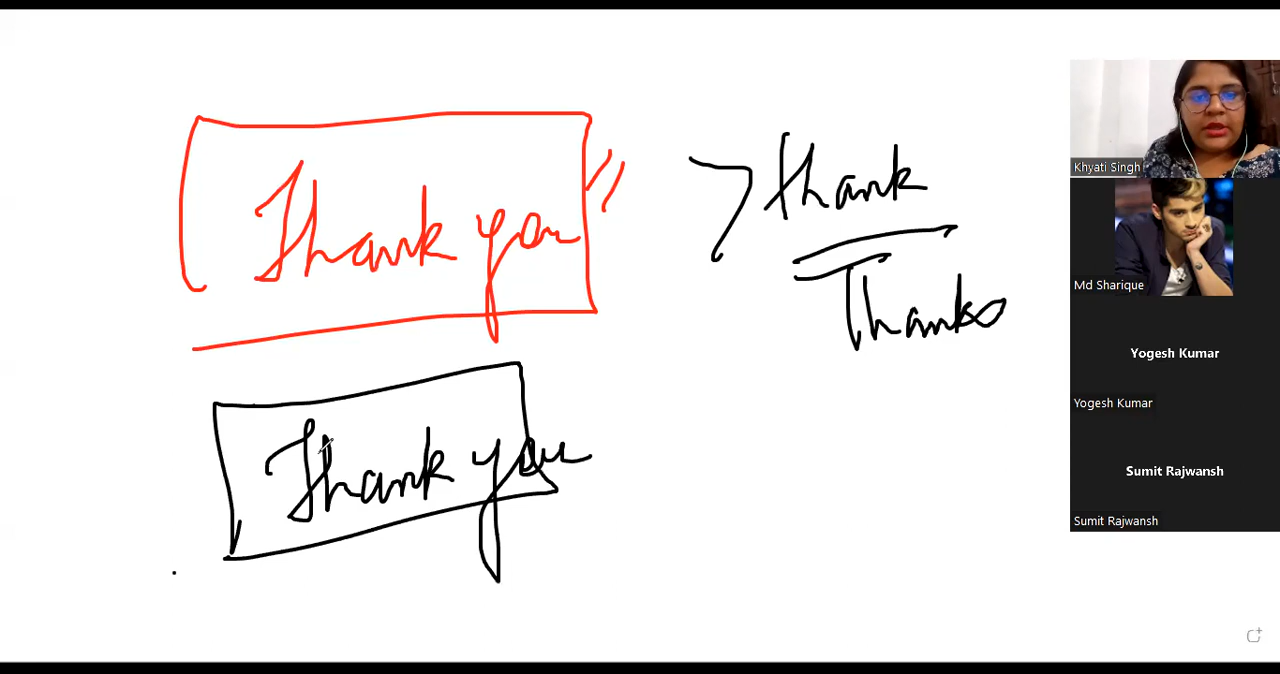 Thank you
thank
Thanks
Thank you
Khyati Singh
Md Sharique
Yogesh Kumar
Yogesh Kumar
Sumit Rajwansh
Sumit Rajwansh